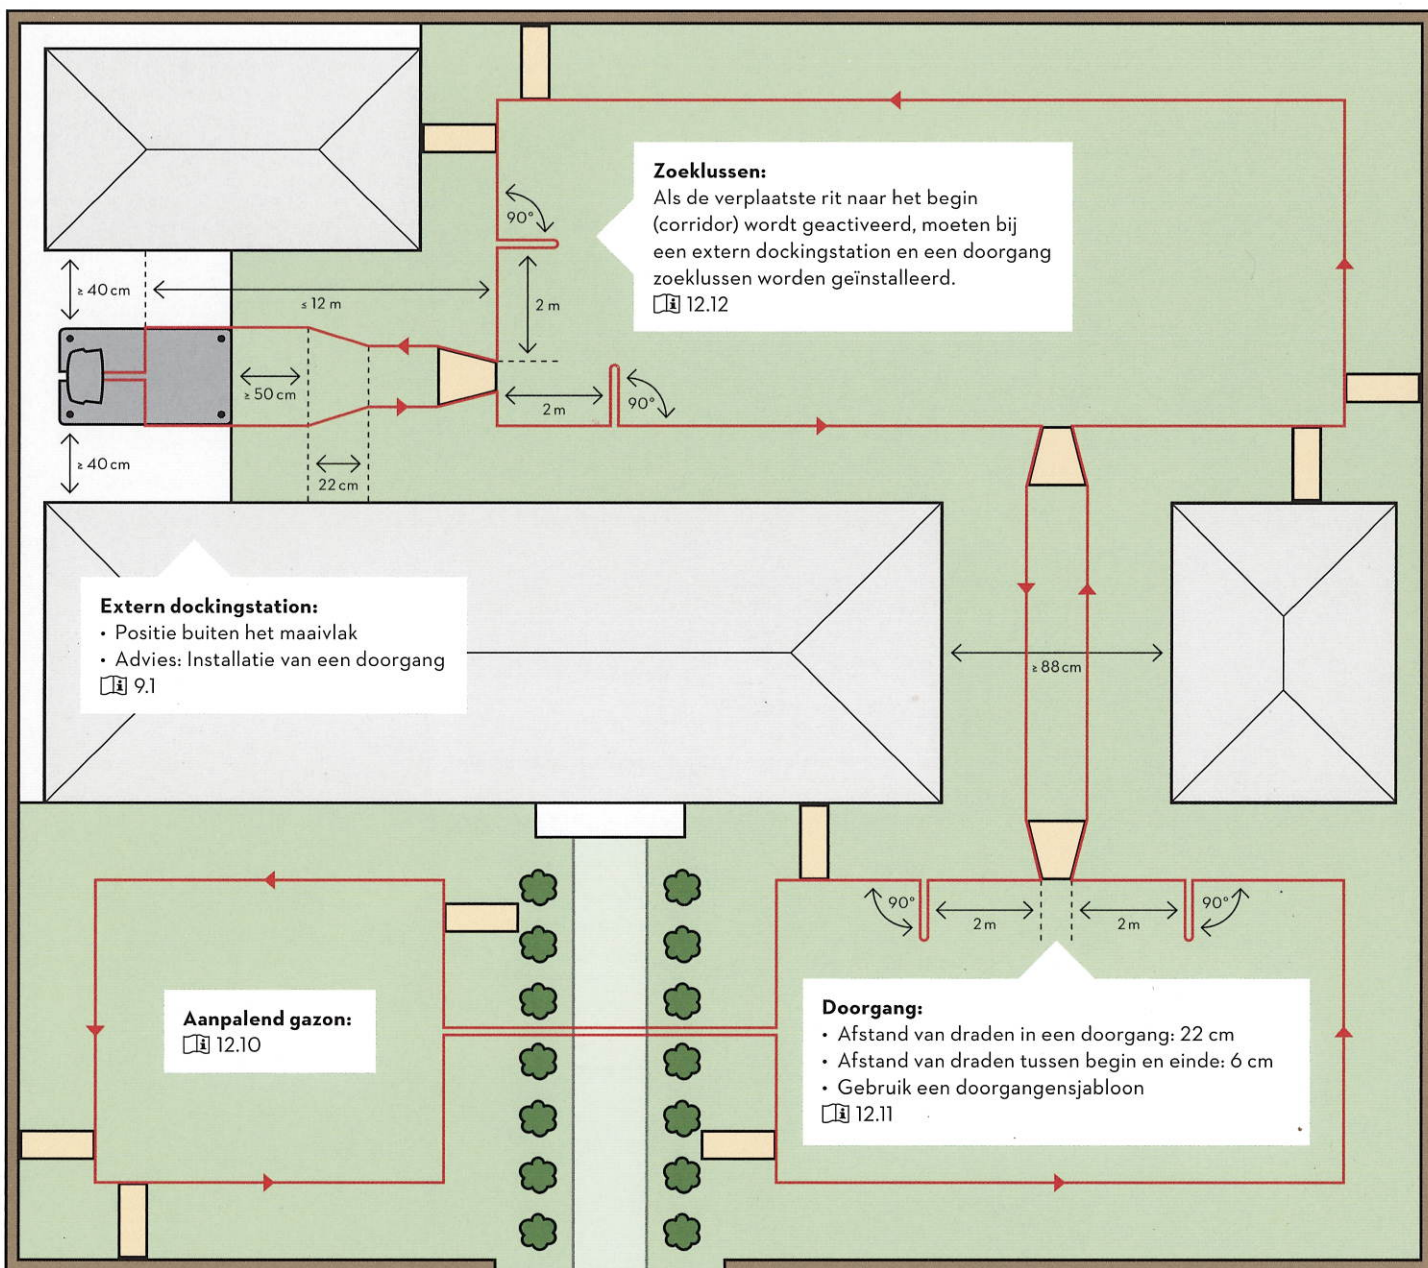 Zoeklussen:
Als de verplaatste rit naar het begin
(corridor) wordt geactiveerd, moeten bij
een extern dockingstation en een doorgang
zoeklussen worden geïnstalleerd.
12.12
90°
≥ 40 cm
≤ 12 m
2 m
≥ 50 cm
2 m
90°
≥ 40 cm
22 cm
Extern dockingstation:
• Positie buiten het maaivlak
• Advies: Installatie van een doorgang
9.1
≥ 88 cm
90°
2 m
2 m
90°
Aanpalend gazon:
12.10
Doorgang:
• Afstand van draden in een doorgang: 22 cm
• Afstand van draden tussen begin en einde: 6 cm
• Gebruik een doorgangensjabloon
12.11